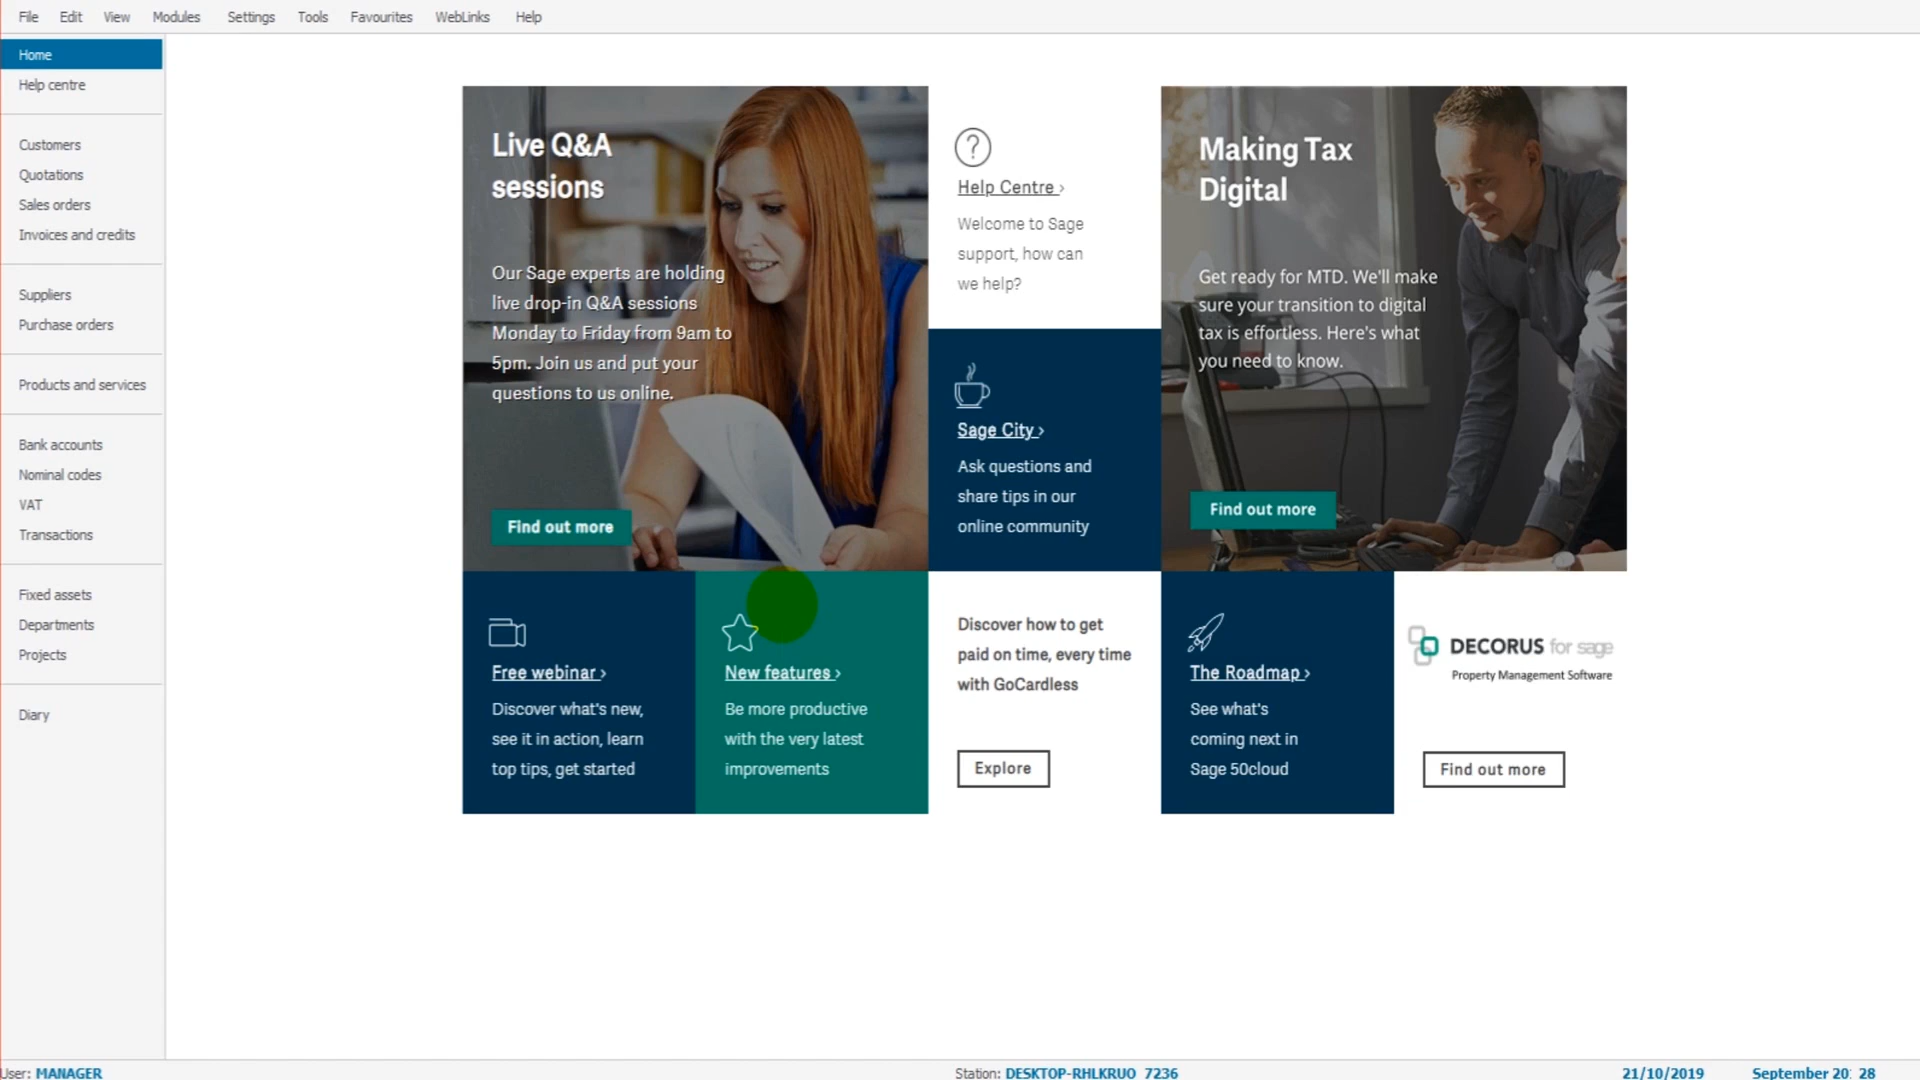 File Edit View Modules Settings Tools Favourites WebLinks Help
Home
Help centre
Customers
Quotations
Sales orders
Invoices and credits
Suppliers
Purchase orders
Products and services
Bank accounts
Nominal codes
VAT
Transactions
Fixed assets
Departments
Projects
Diary
Live Q&A
sessions
Our Sage experts are holding
live drop-in Q&A sessions
Monday to Friday from 9am to
5pm. Join us and put your
questions to us online.
Find out more
?
Help Centre ›
Welcome to Sage
support, how can
we help?
Sage City ›
Ask questions and
share tips in our
online community
Making Tax
Digital
Get ready for MTD. We'll make
sure your transition to digital
tax is effortless. Here's what
you need to know.
Find out more
Free webinar ›
Discover what's new,
see it in action, learn
top tips, get started
New features ›
Be more productive
with the very latest
improvements
Discover how to get
paid on time, every time
with GoCardless
Explore
The Roadmap ›
See what's
coming next in
Sage 50cloud
DECORUS for sage
Property Management Software
Find out more
User: MANAGER Station: DESKTOP-RHLKRUO 7236 21/10/2019 September 20 28